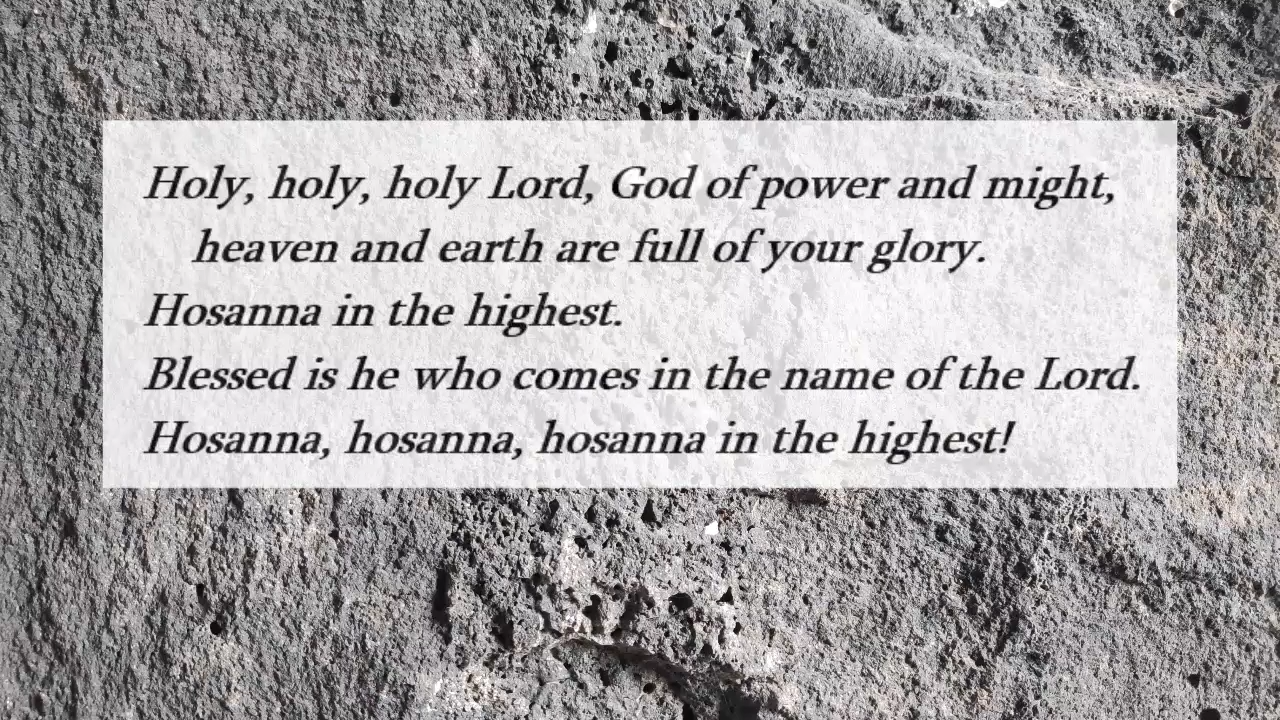 Holy, holy, holy Lord, God of power and might,
heaven and earth are full of your glory.
Hosanna in the highest.
Blessed is he who comes in the name of the Lord.
Hosanna, hosanna, hosanna in the highest!